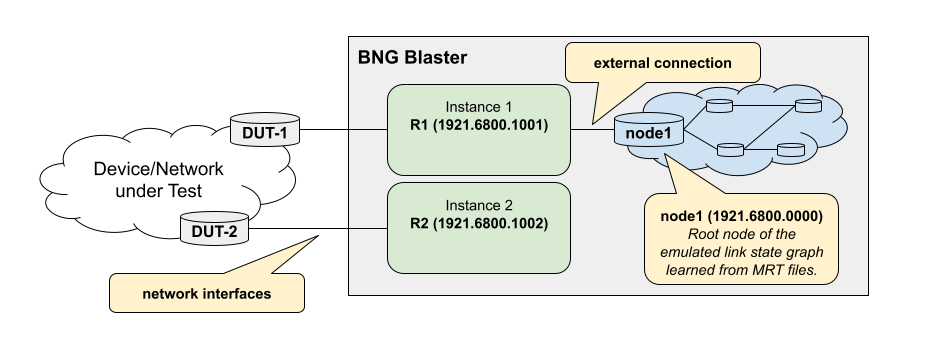 BNG Blaster
external connection
Instance 1
R1 (1921.6800.1001)
DUT-1
node1
Device/Network
under Test
Instance 2
R2 (1921.6800.1002)
DUT-2
node1 (1921.6800.0000)
Root node of the
emulated link state graph
learned from MRT files.
network interfaces